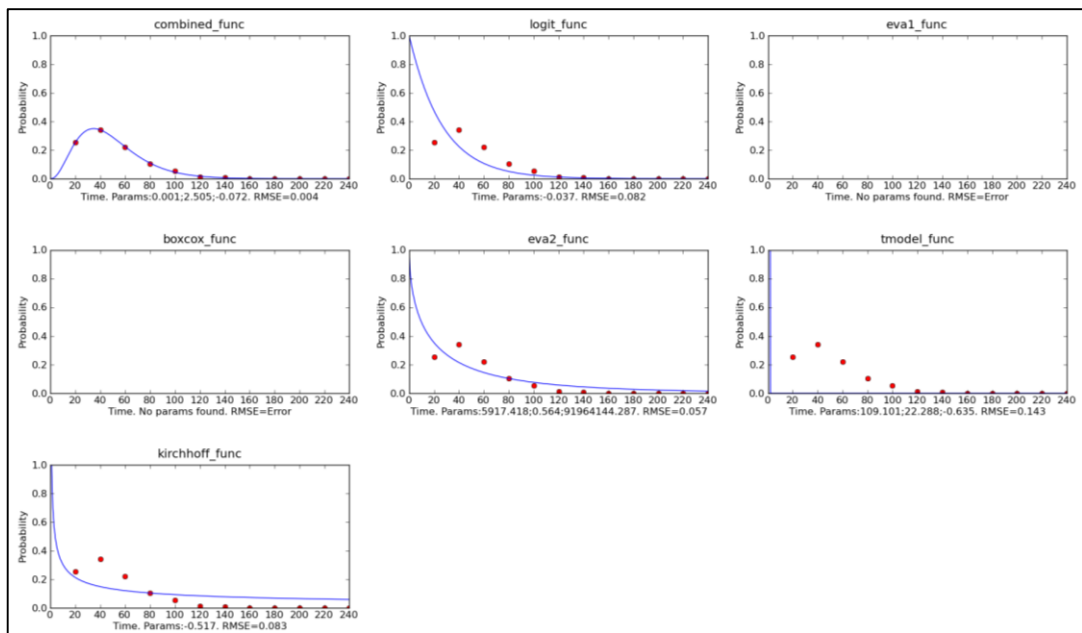 combined_func
1.0
0.8
0.6
0.4
0.2
0.0
Probability
0 20 40 60 80 100 120 140 160 180 200 220 240
Time. Params:0.001;2.505;-0.072. RMSE=0.004
logit_func
1.0
0.8
0.6
0.4
0.2
0.0
Probability
0 20 40 60 80 100 120 140 160 180 200 220 240
Time. Params:-0.037. RMSE=0.082
eva1_func
1.0
0.8
0.6
0.4
0.2
0.0
Probability
0 20 40 60 80 100 120 140 160 180 200 220 240
Time. No params found. RMSE=Error
boxcox_func
1.0
0.8
0.6
0.4
0.2
0.0
Probability
0 20 40 60 80 100 120 140 160 180 200 220 240
Time. No params found. RMSE=Error
eva2_func
1.0
0.8
0.6
0.4
0.2
0.0
Probability
0 20 40 60 80 100 120 140 160 180 200 220 240
Time. Params:5917.418;0.564;91964144.287. RMSE=0.057
tmodel_func
1.0
0.8
0.6
0.4
0.2
0.0
Probability
0 20 40 60 80 100 120 140 160 180 200 220 240
Time. Params:109.101;22.288;-0.635. RMSE=0.143
kirchhoff_func
1.0
0.8
0.6
0.4
0.2
0.0
Probability
0 20 40 60 80 100 120 140 160 180 200 220 240
Time. Params:-0.517. RMSE=0.083